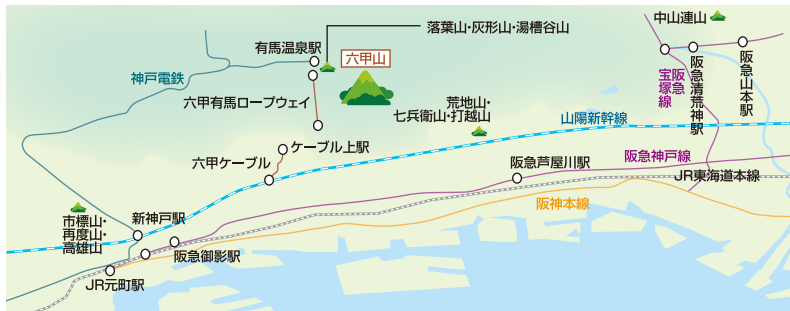 落葉山・灰形山・湯槽谷山
中山連山
有馬温泉駅
六甲山
神戸電鉄
六甲有馬ロープウェイ
荒地山・
七兵衛山・打越山
阪急
宝塚線
阪急清荒神駅
阪急山本駅
山陽新幹線
ケーブル上駅
六甲ケーブル
阪急芦屋川駅
阪急神戸線
JR東海道本線
阪神本線
市標山・
再度山・
高雄山
新神戸駅
阪急御影駅
JR元町駅